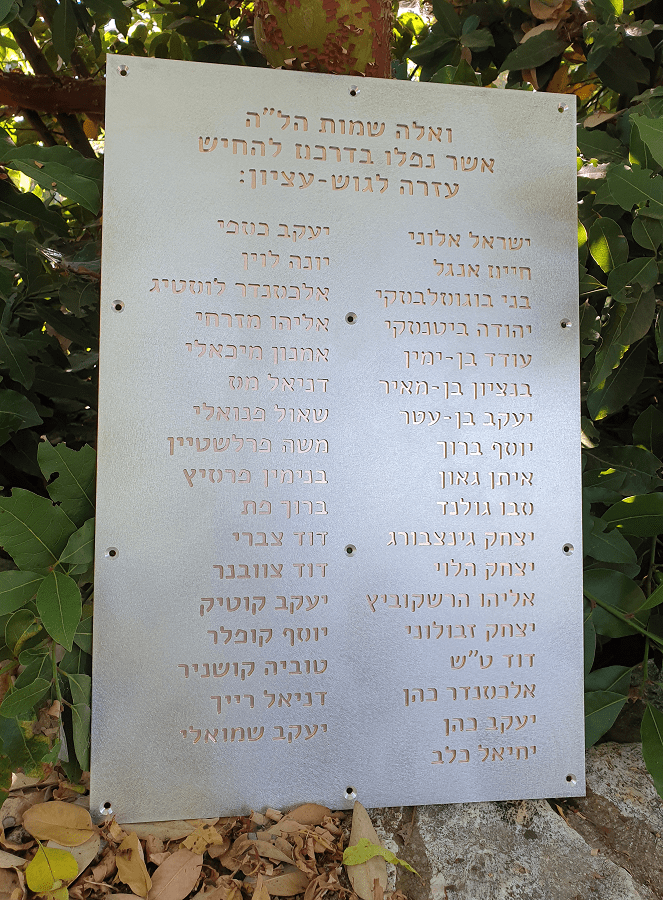 ואלה שמות הל"ה
אשר נפלו בדרכם להחיש
עזרה לגוש-עציון:
ישראל אלוני
חיים אנגל
בני בוגוסלבסקי
יהודה ביטנסקי
עודד בן-ימין
בנציון בן-מאיר
יעקב בן-עטר
יוסף ברוך
איתן גאון
סבו גולנד
יצחק גינצבורג
יצחק הלוי
אליהו הרשקוביץ
יצחק זבולוני
דוד ט"ש
אלכסנדר כהן
יעקב כהן
יחיאל כלב
יעקב כספי
יונה לוין
אלכסנדר לוסטיג
אליהו מזרחי
אמנון מיכאלי
דניאל מס
שאול פנואלי
משה פרלשטיין
בנימין פרסיץ
ברוך פת
דוד צברי
דוד צוובנר
יעקב קוטיק
יוסף קופלר
טוביה קושניר
דניאל רייך
יעקב שמואלי